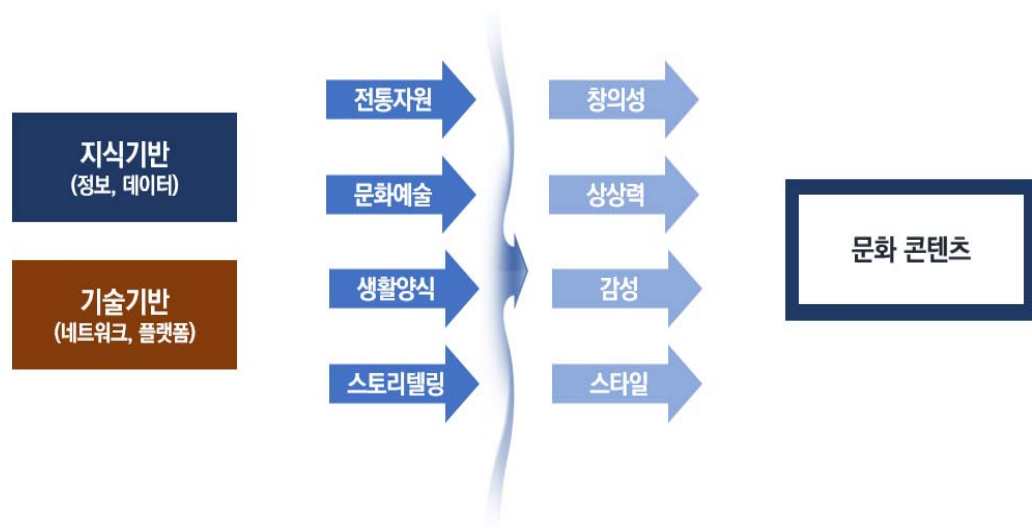 지식기반
(정보, 데이터)
기술기반
(네트워크, 플랫폼)
전통자원
문화예술
생활양식
스토리텔링
창의성
상상력
감성
스타일
문화 콘텐츠